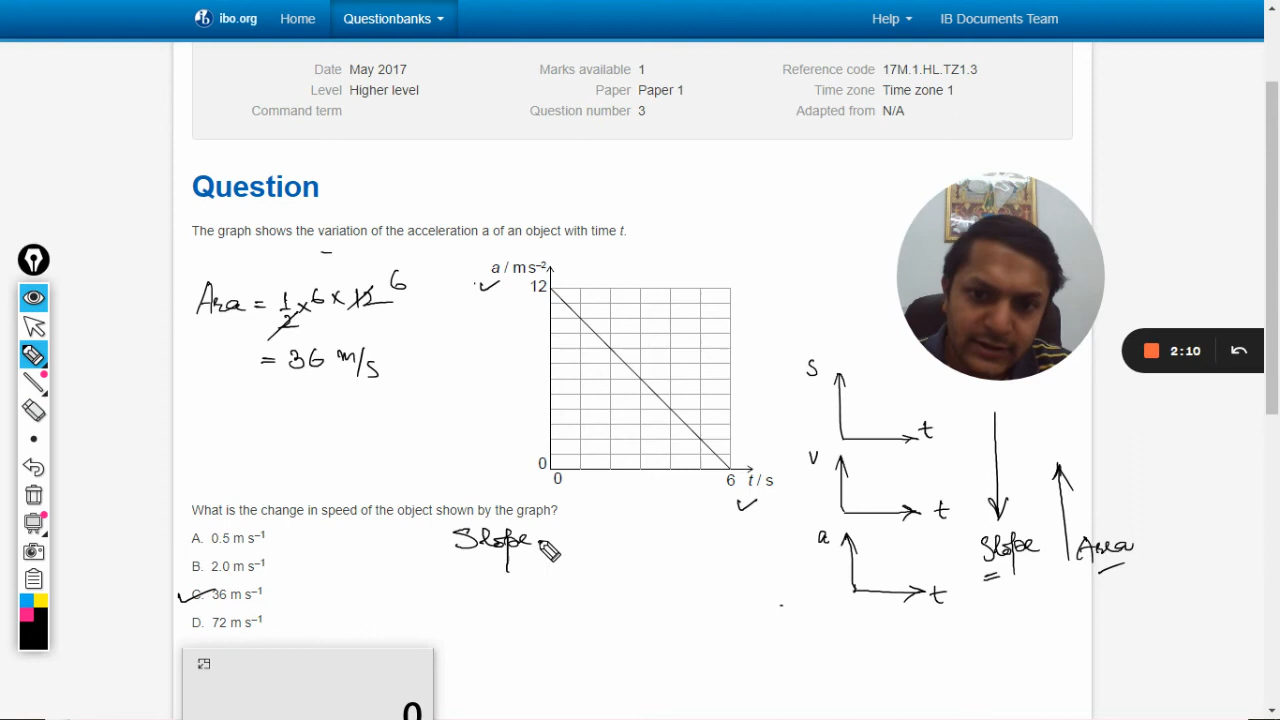 ibo.org Home Questionbanks Help IB Documents Team
Date May 2017 Marks available 1 Reference code 17M.1.HL.TZ1.3
Level Higher level Paper Paper 1 Time zone Time zone 1
Command term Question number 3 Adapted from N/A
Question
The graph shows the variation of the acceleration a of an object with time t.
Area = 1/2 × 6 × 12 6
= 36 m/s
a / m s⁻²
12
0
0 6 t / s
2:10
s
t
v
t
a
t
Slope
Area
What is the change in speed of the object shown by the graph?
Slope
A. 0.5 m s⁻¹
B. 2.0 m s⁻¹
C. 36 m s⁻¹
D. 72 m s⁻¹
0